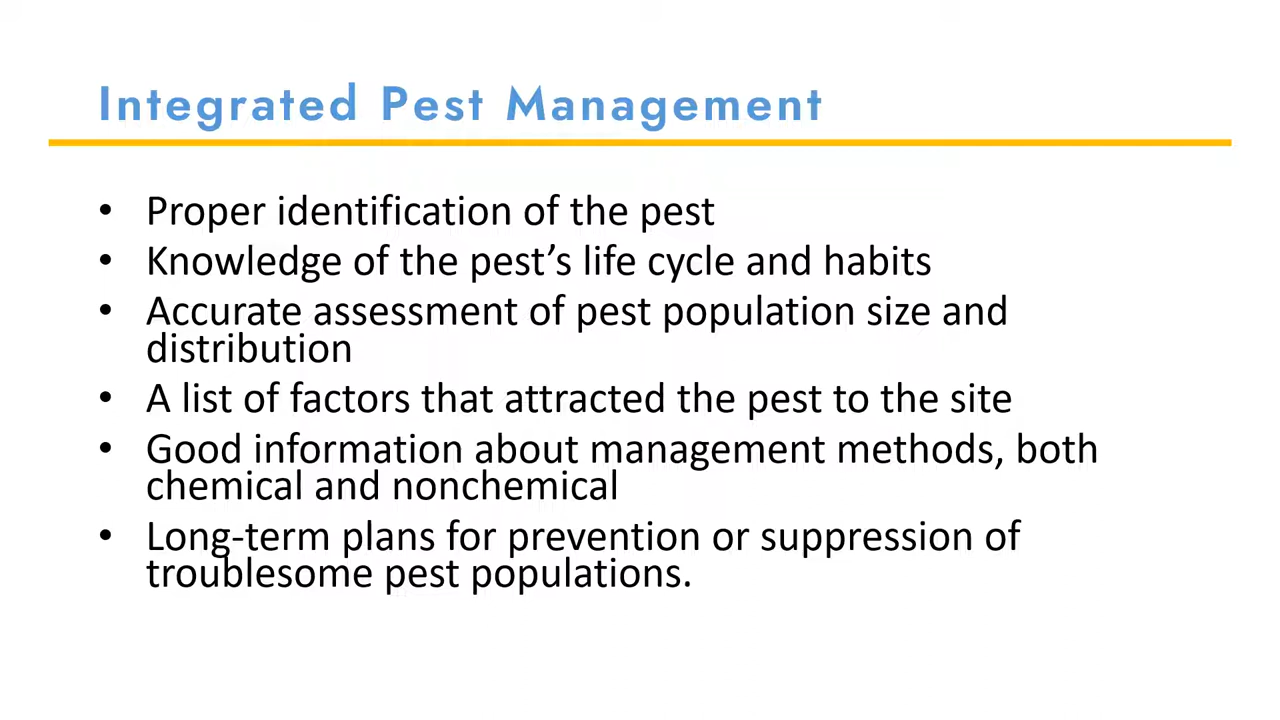 Integrated Pest Management
• Proper identification of the pest
• Knowledge of the pest’s life cycle and habits
• Accurate assessment of pest population size and
distribution
• A list of factors that attracted the pest to the site
• Good information about management methods, both
chemical and nonchemical
• Long-term plans for prevention or suppression of
troublesome pest populations.